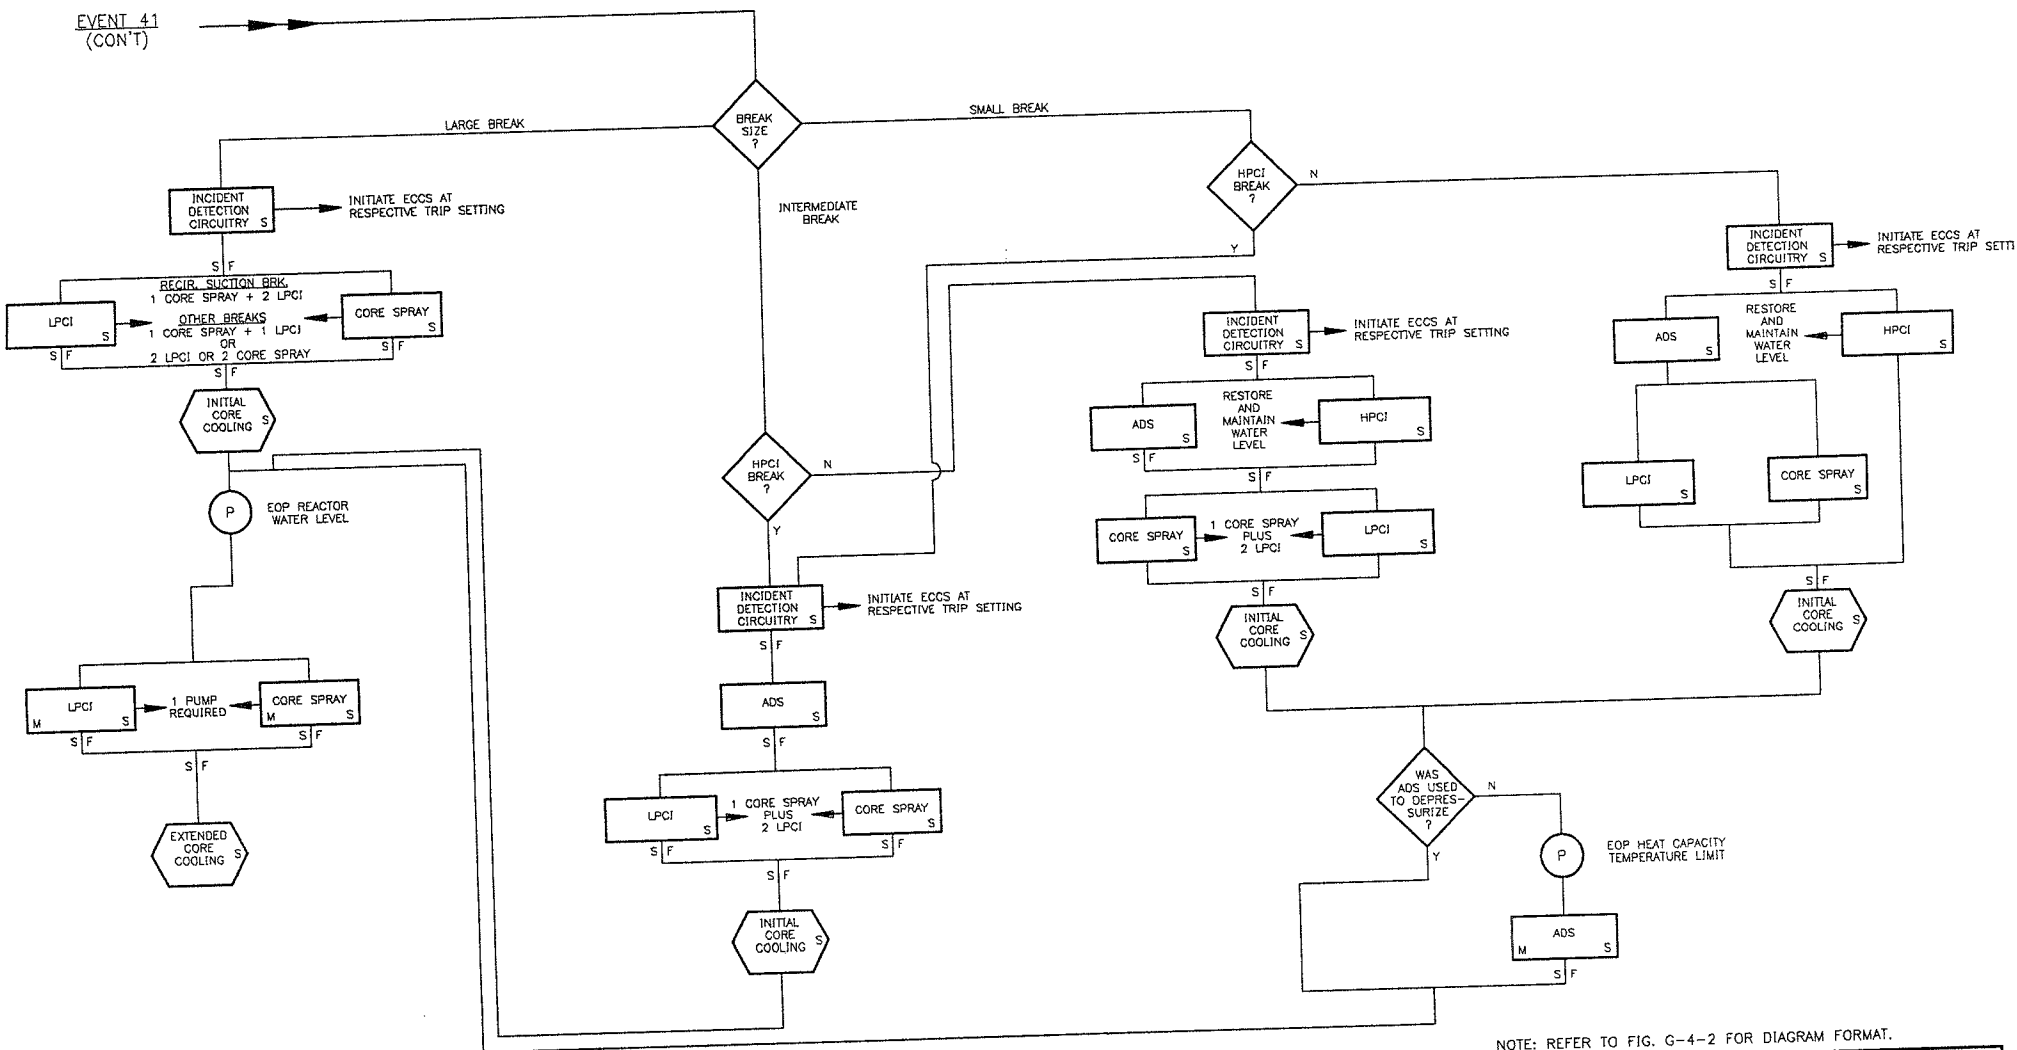 EVENT 41
(CON'T)
BREAK
SIZE
?
LARGE BREAK
SMALL BREAK
INTERMEDIATE
BREAK
INCIDENT
DETECTION
CIRCUITRY S
INITIATE ECCS AT
RESPECTIVE TRIP SETTING
S F
RECIR. SUCTION BRK.
1 CORE SPRAY + 2 LPCI
OTHER BREAKS
1 CORE SPRAY + 1 LPCI
OR
2 LPCI OR 2 CORE SPRAY
LPCI
S
S F
CORE SPRAY
S
S F
S F
INITIAL
CORE S
COOLING
P
EOP REACTOR
WATER LEVEL
LPCI
M S
S F
1 PUMP
REQUIRED
CORE SPRAY
M S
S F
S F
EXTENDED
CORE
COOLING S
HPCI
BREAK
?
N
Y
INCIDENT
DETECTION
CIRCUITRY S
INITIATE ECCS AT
RESPECTIVE TRIP SETTING
S F
ADS
S
S F
LPCI
S
S F
1 CORE SPRAY
PLUS
2 LPCI
CORE SPRAY
S
S F
S F
INITIAL
CORE
COOLING S
HPCI
BREAK
?
N
Y
INCIDENT
DETECTION
CIRCUITRY S
INITIATE ECCS AT
RESPECTIVE TRIP SETTING
S F
ADS
S
S F
RESTORE
AND
MAINTAIN
WATER
LEVEL
HPCI
S
S F
CORE SPRAY
S
1 CORE SPRAY
PLUS
2 LPCI
LPCI
S
S F
INITIAL
CORE S
COOLING
INCIDENT
DETECTION
CIRCUITRY S
INITIATE ECCS AT
RESPECTIVE TRIP SETTI
S F
ADS
S
RESTORE
AND
MAINTAIN
WATER
LEVEL
HPCI
S
LPCI
S
CORE SPRAY
S
S F
INITIAL
CORE S
COOLING
WAS
ADS USED
TO DEPRES-
SURIZE
?
N
Y
P
EOP HEAT CAPACITY
TEMPERATURE LIMIT
ADS
M S
S F
NOTE: REFER TO FIG. G-4-2 FOR DIAGRAM FORMAT.